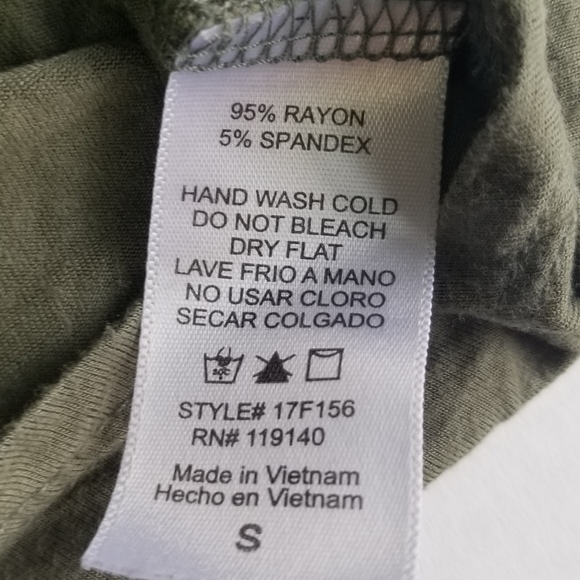 95% RAYON
5% SPANDEX
HAND WASH COLD
DO NOT BLEACH
DRY FLAT
LAVE FRIO A MANO
NO USAR CLORO
SECAR COLGADO
STYLE# 17F156
RN# 119140
Made in Vietnam
Hecho en Vietnam
S